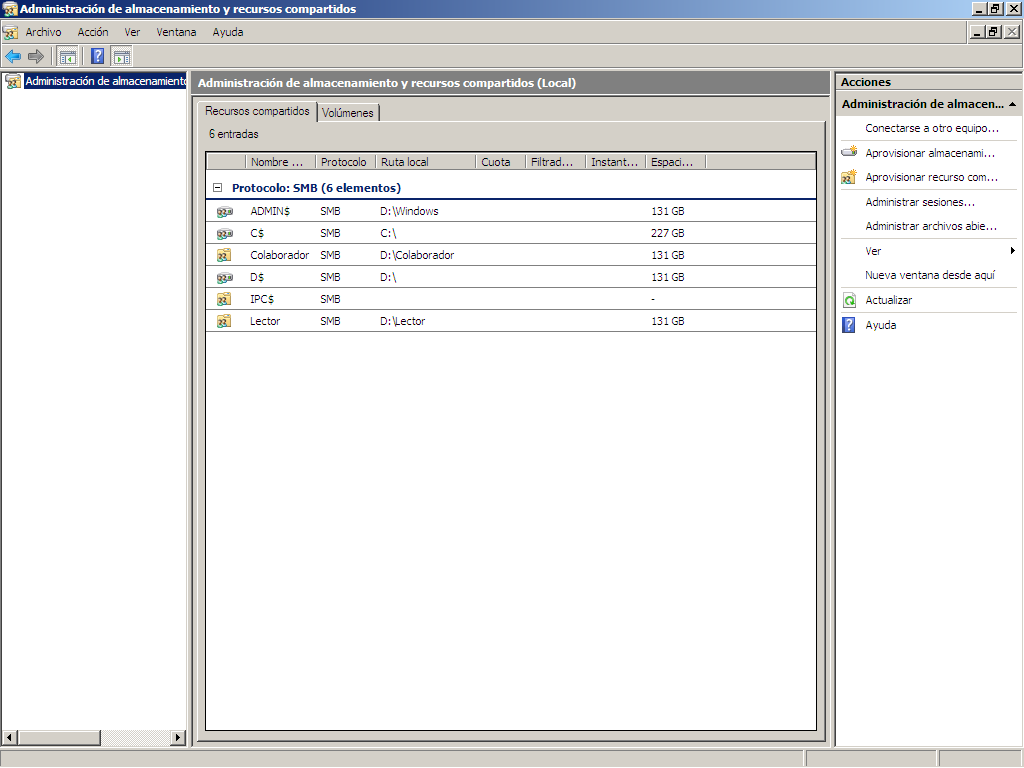 Administración de almacenamiento y recursos compartidos
Archivo Acción Ver Ventana Ayuda
Administración de almacenamiento
Administración de almacenamiento y recursos compartidos (Local)
Recursos compartidos Volúmenes
6 entradas
Nombre ... Protocolo Ruta local Cuota Filtrad... Instant... Espaci...
Protocolo: SMB (6 elementos)
ADMIN$ SMB D:\Windows 131 GB
C$ SMB C:\ 227 GB
Colaborador SMB D:\Colaborador 131 GB
D$ SMB D:\ 131 GB
IPC$ SMB -
Lector SMB D:\Lector 131 GB
Acciones
Administración de almacen...
Conectarse a otro equipo...
Aprovisionar almacenami...
Aprovisionar recurso com...
Administrar sesiones...
Administrar archivos abie...
Ver
Nueva ventana desde aquí
Actualizar
Ayuda